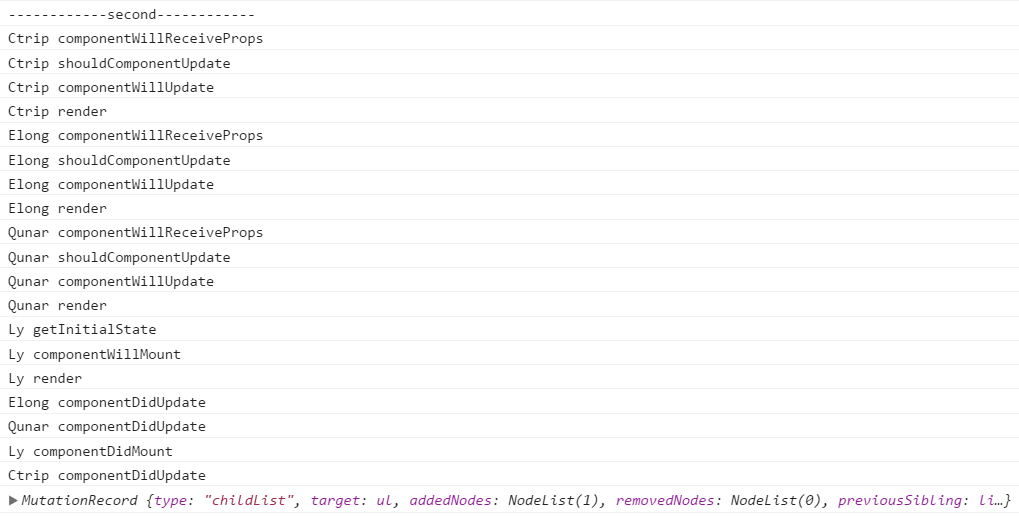 ------------second------------
Ctrip componentWillReceiveProps
Ctrip shouldComponentUpdate
Ctrip componentWillUpdate
Ctrip render
Elong componentWillReceiveProps
Elong shouldComponentUpdate
Elong componentWillUpdate
Elong render
Qunar componentWillReceiveProps
Qunar shouldComponentUpdate
Qunar componentWillUpdate
Qunar render
Ly getInitialState
Ly componentWillMount
Ly render
Elong componentDidUpdate
Qunar componentDidUpdate
Ly componentDidMount
Ctrip componentDidUpdate
▶ MutationRecord {type: "childList", target: ul, addedNodes: NodeList(1), removedNodes: NodeList(0), previousSibling: li…}